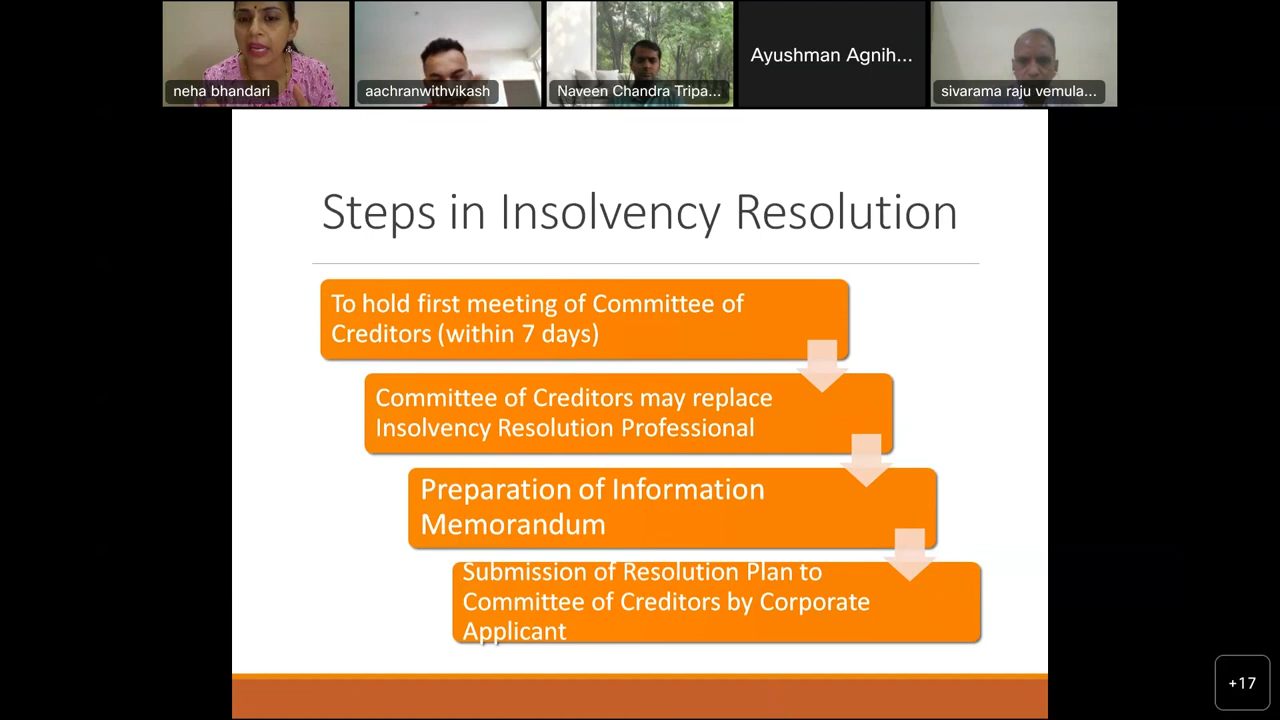 neha bhandari
aachranwithvikash
Naveen Chandra Tripa...
Ayushman Agnih...
sivarama raju vemula...
Steps in Insolvency Resolution
To hold first meeting of Committee of
Creditors (within 7 days)
Committee of Creditors may replace
Insolvency Resolution Professional
Preparation of Information
Memorandum
Submission of Resolution Plan to
Committee of Creditors by Corporate
Applicant
+17